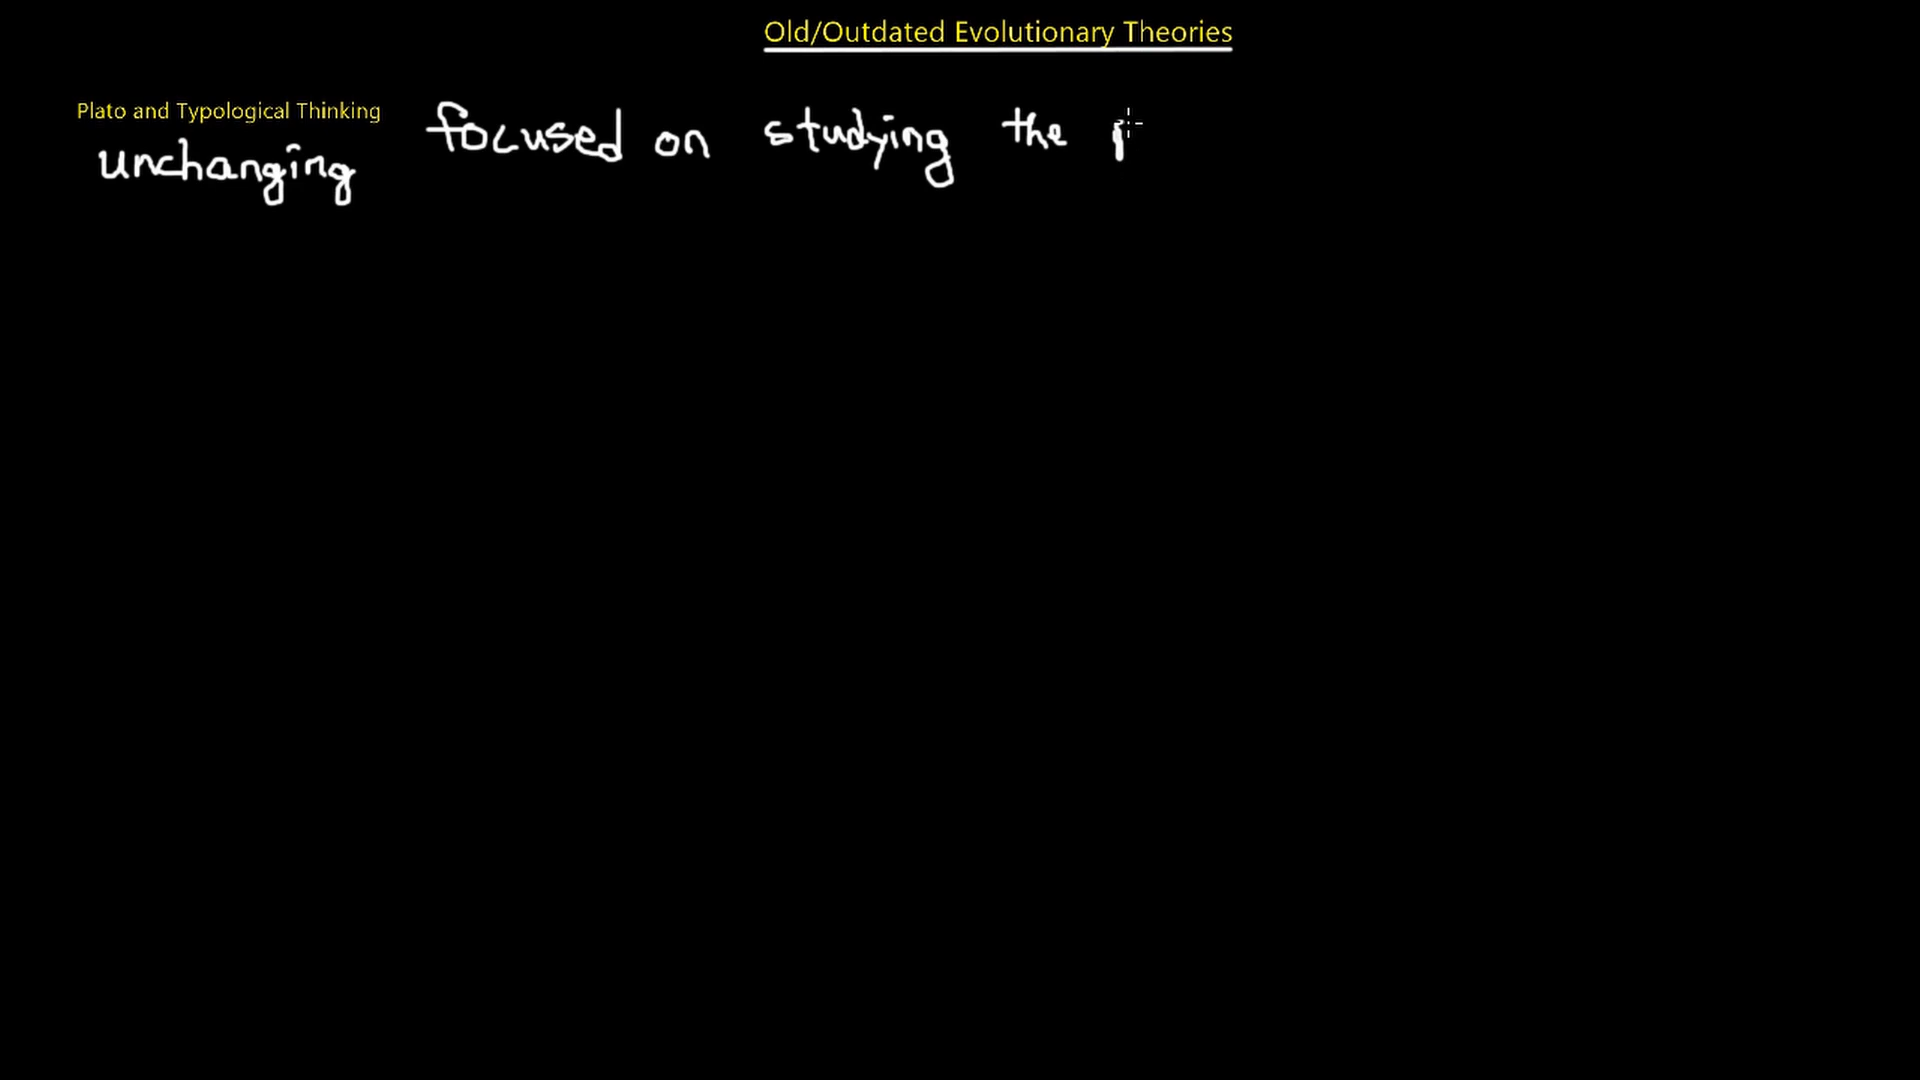 Old/Outdated Evolutionary Theories
Plato and Typological Thinking
unchanging
focused on studying the